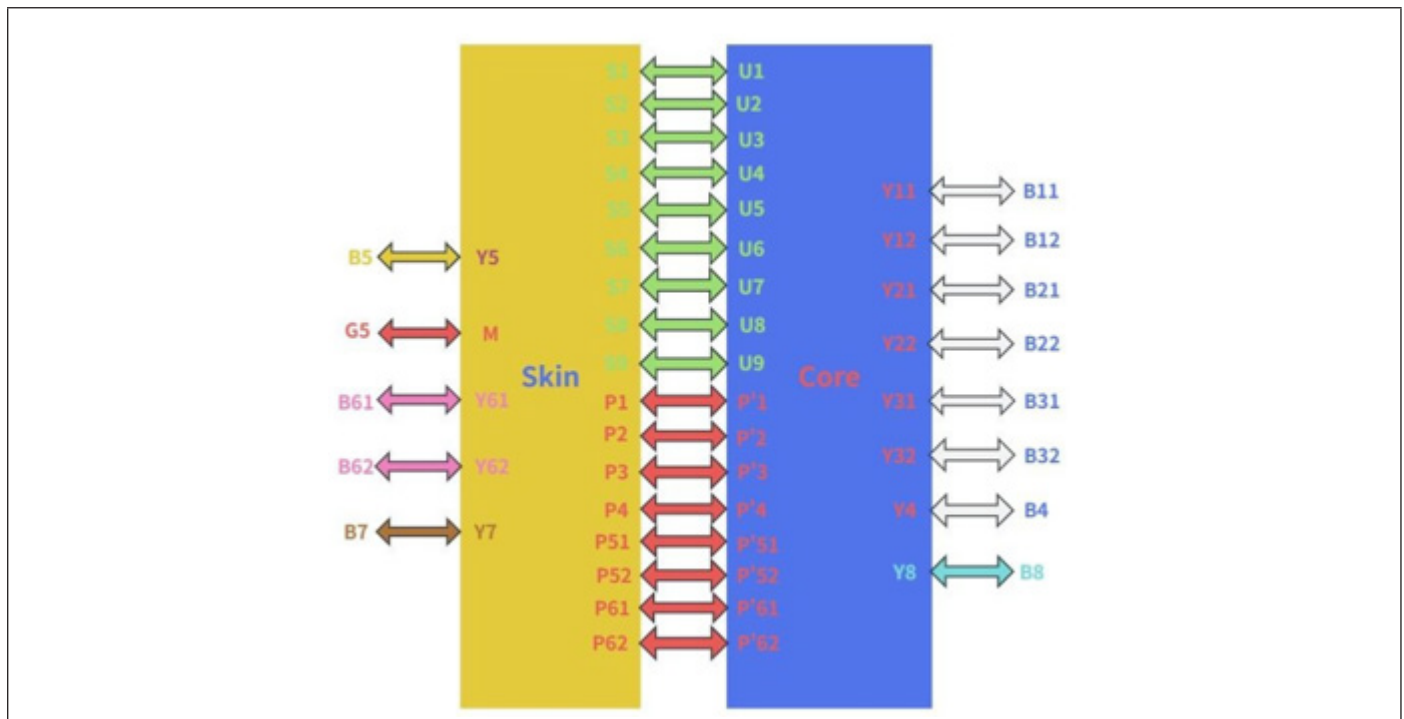 S1 U1
S2 U2
S3 U3
S4 U4
Y11 B11
S5 U5
Y12 B12
S6 U6
B5 Y5
S7 U7
Y21 B21
S8 U8
G5 M
Y22 B22
S9 U9
Skin
Core
B61 Y61
P1 P'1
Y31 B31
P2 P'2
Y32 B32
B62 Y62
P3 P'3
P4 P'4
Y4 B4
B7 Y7
P51 P'51
P52 P'52
Y8 B8
P61 P'61
P62 P'62